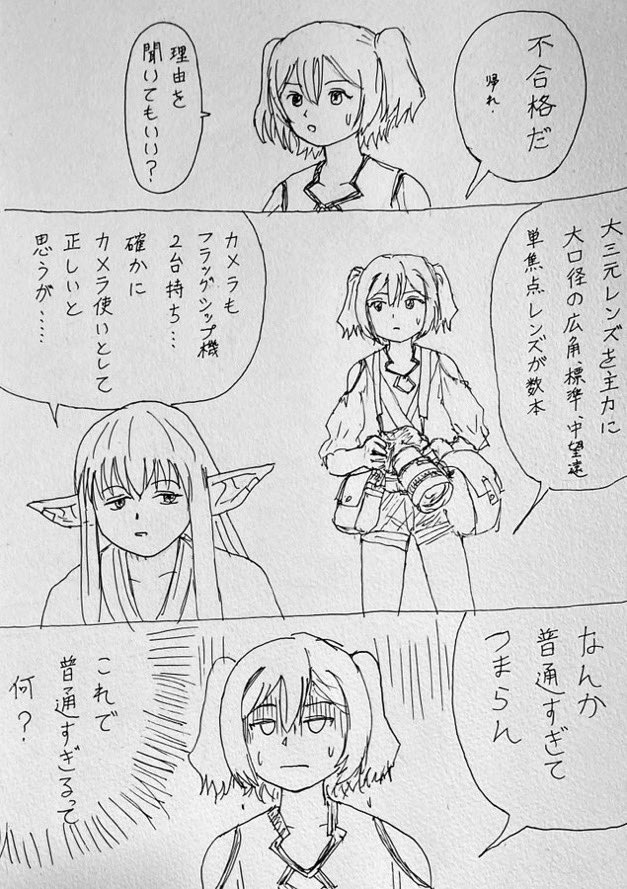 不合格だ
帰れ.
理由を
聞いてもいい?
大三元レンズを主力に
大口径の広角、標準、中望遠
単焦点レンズが数本
カメラも
フラッグシップ機
2台持ち…
確かに
カメラ使いとして
正しいと
思うが……
なんか
普通すぎて
つまらん
これで
普通すぎるって
何?